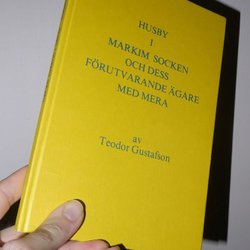 HUSBY
I
MARKIM SOCKEN
OCH DESS
FÖRUTVARANDE ÄGARE
MED MERA
av
Teodor Gustafson